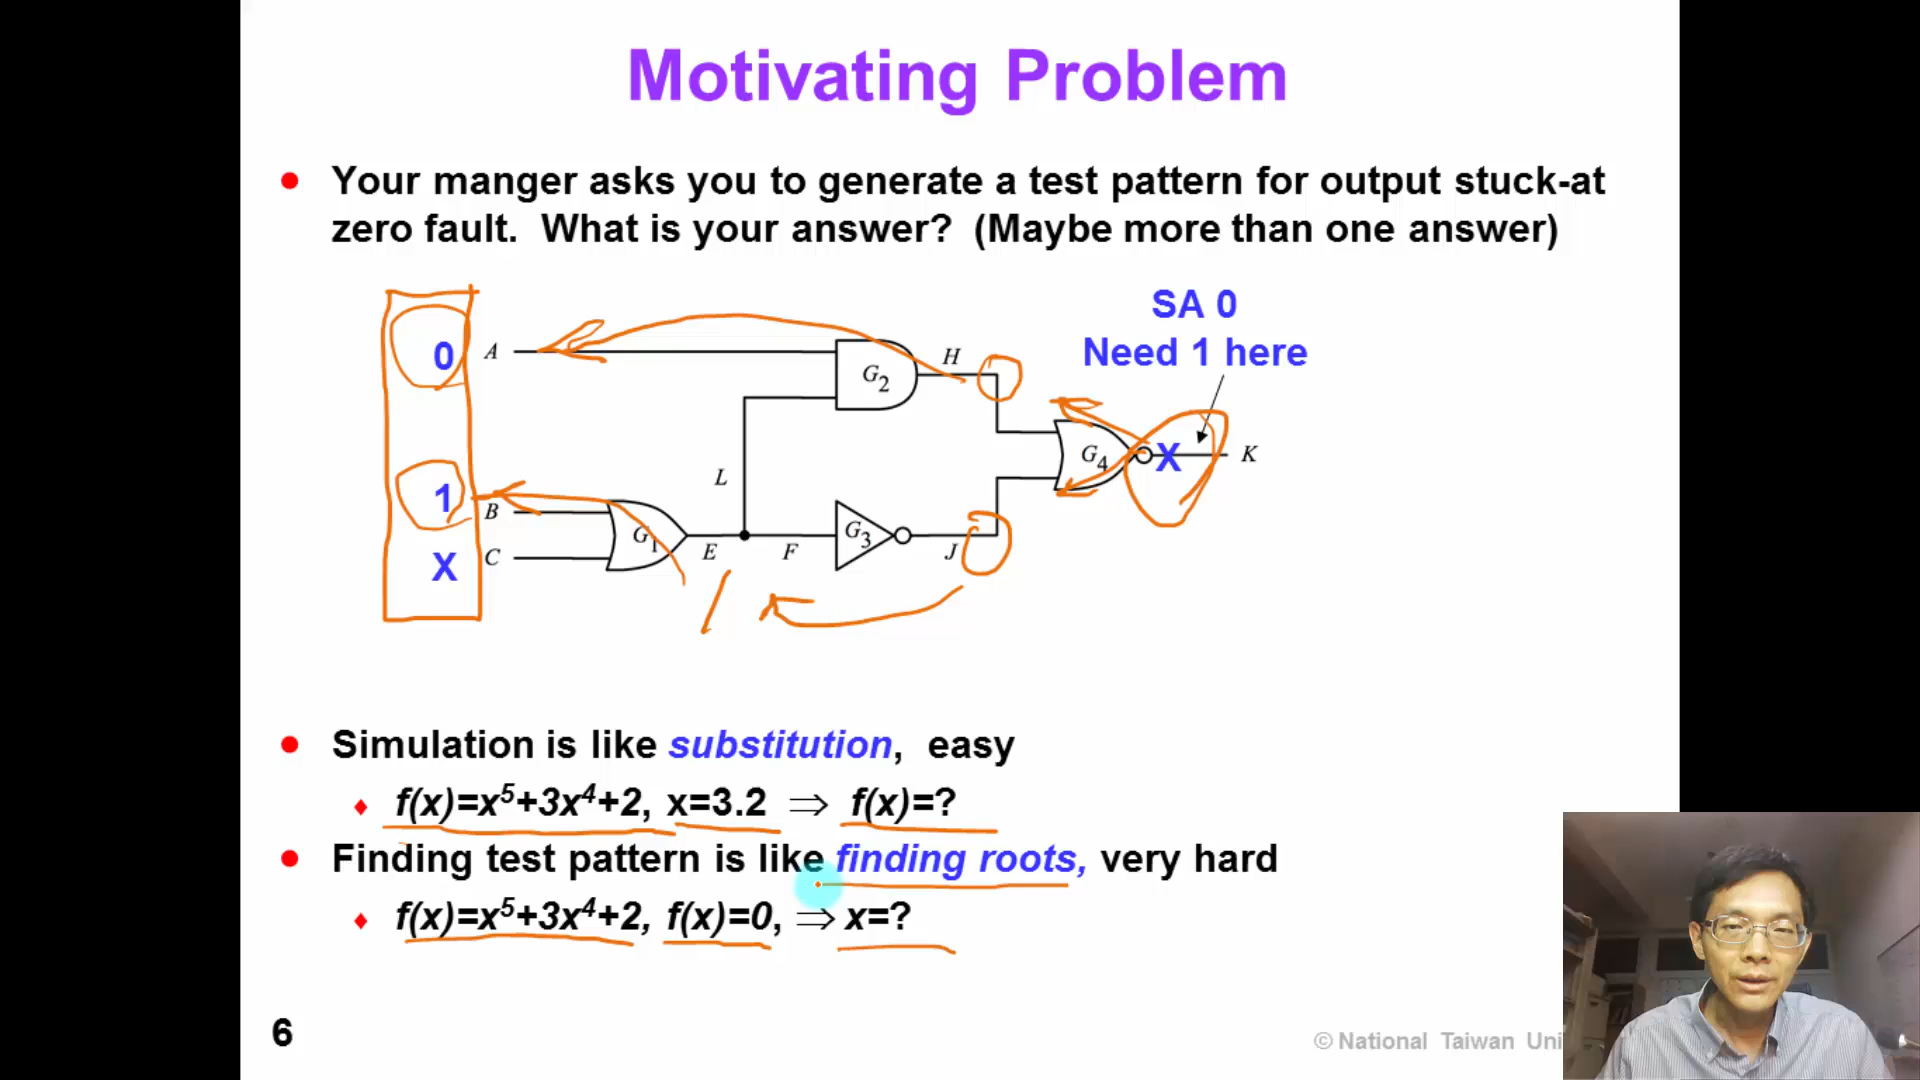 Motivating Problem
Your manger asks you to generate a test pattern for output stuck-at
zero fault. What is your answer? (Maybe more than one answer)
SA 0
Need 1 here
0 A
H
G2
1 B
C
X
G1
E
L
F
G3
J
G4
X
K
Simulation is like substitution, easy
f(x)=x⁵+3x⁴+2, x=3.2 ⇒ f(x)=?
Finding test pattern is like finding roots, very hard
f(x)=x⁵+3x⁴+2, f(x)=0, ⇒ x=?
6
© National Taiwan Uni